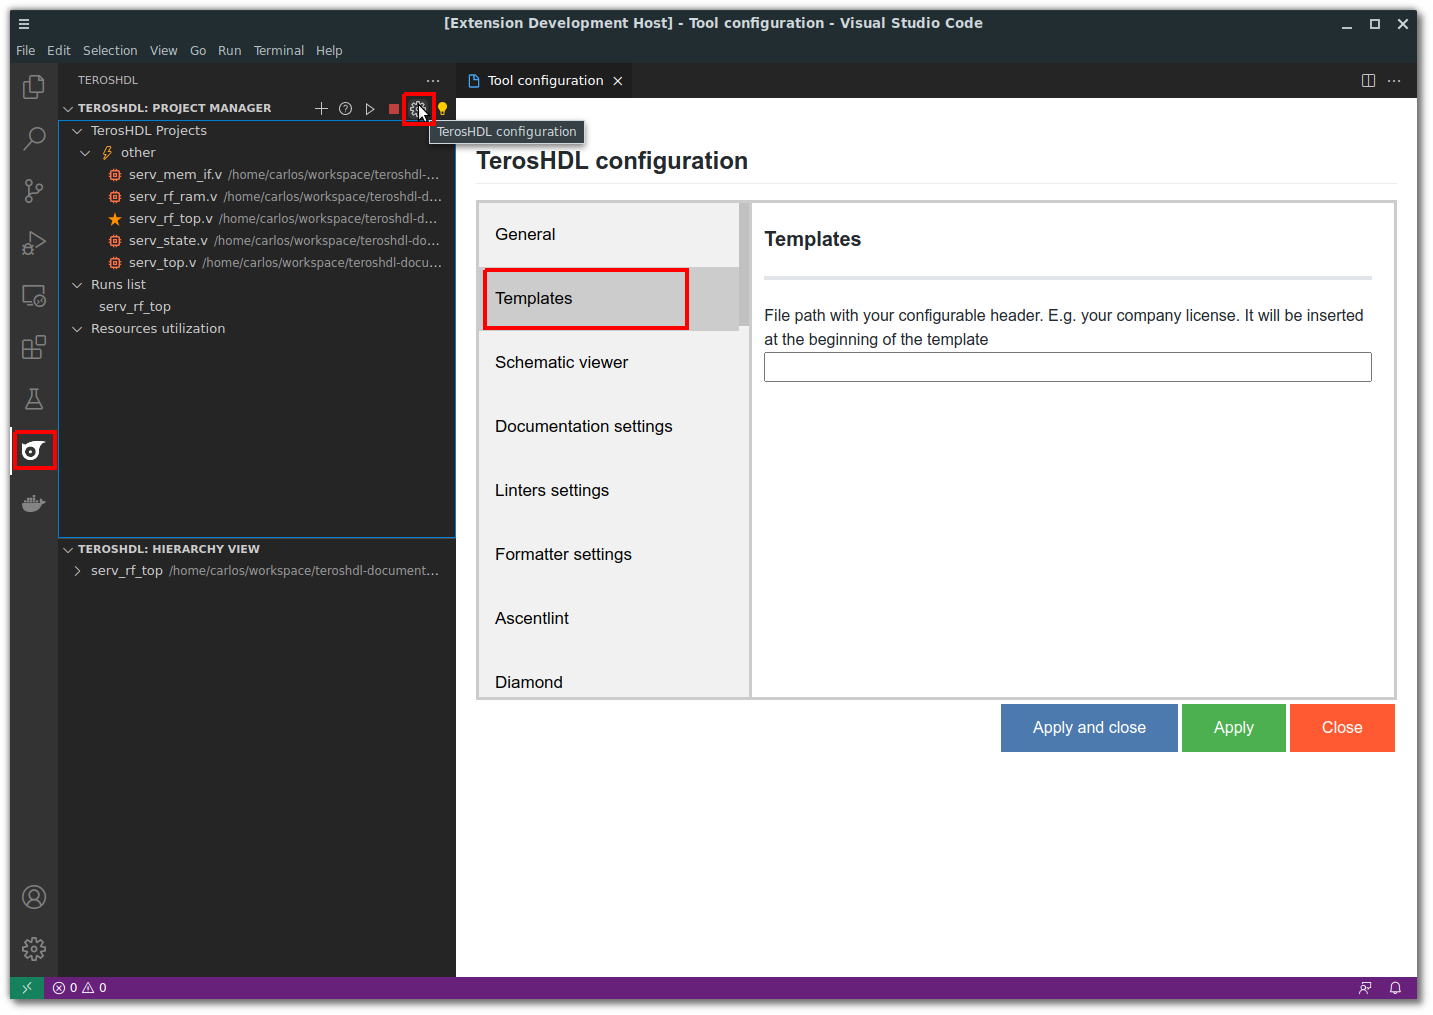 [Extension Development Host] - Tool configuration - Visual Studio Code
File Edit Selection View Go Run Terminal Help
TEROSHDL
Tool configuration
TEROSHDL: PROJECT MANAGER
TerosHDL configuration
TerosHDL Projects
other
serv_mem_if.v /home/carlos/workspace/teroshdl-...
serv_rf_ram.v /home/carlos/workspace/teroshdl-d...
serv_rf_top.v /home/carlos/workspace/teroshdl-d...
serv_state.v /home/carlos/workspace/teroshdl-do...
serv_top.v /home/carlos/workspace/teroshdl-docu...
Runs list
serv_rf_top
Resources utilization
TEROSHDL: HIERARCHY VIEW
serv_rf_top /home/carlos/workspace/teroshdl-document...
TerosHDL configuration
General
Templates
Schematic viewer
Documentation settings
Linters settings
Formatter settings
Ascentlint
Diamond
Templates
File path with your configurable header. E.g. your company license. It will be inserted
at the beginning of the template
Apply and close
Apply
Close
0 0